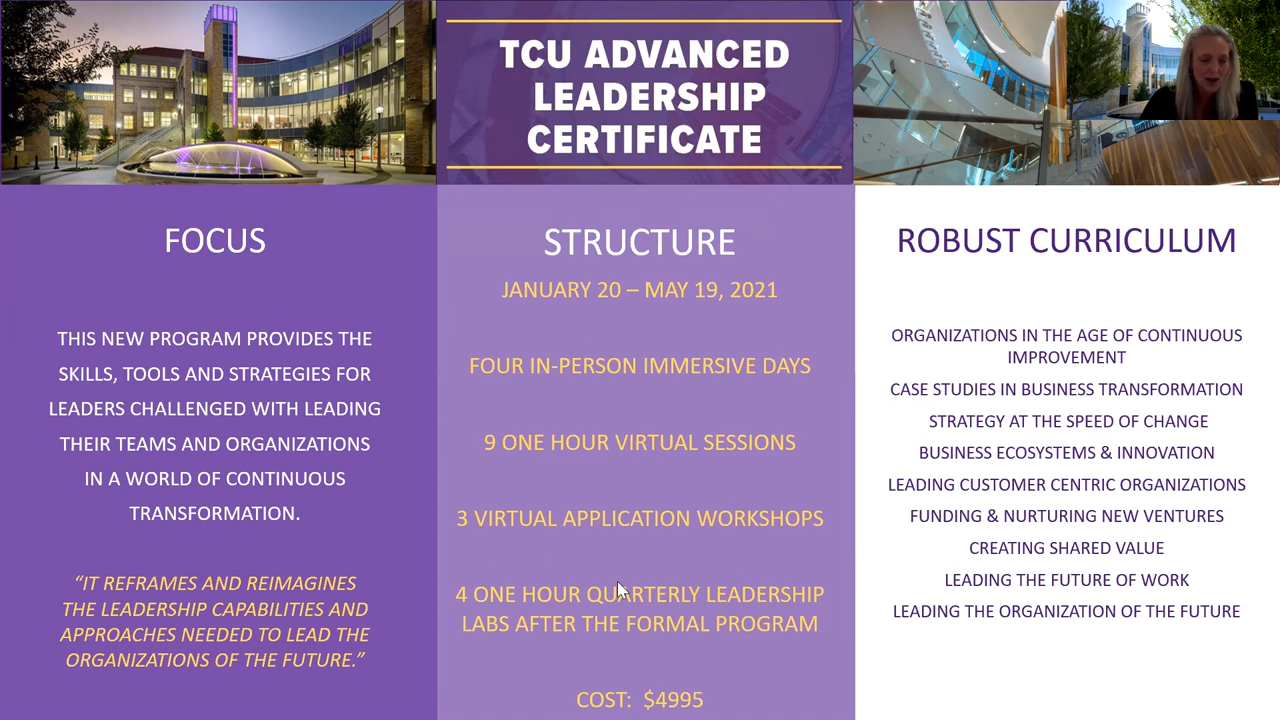 TCU ADVANCED
LEADERSHIP
CERTIFICATE
FOCUS
THIS NEW PROGRAM PROVIDES THE
SKILLS, TOOLS AND STRATEGIES FOR
LEADERS CHALLENGED WITH LEADING
THEIR TEAMS AND ORGANIZATIONS
IN A WORLD OF CONTINUOUS
TRANSFORMATION.
“IT REFRAMES AND REIMAGINES
THE LEADERSHIP CAPABILITIES AND
APPROACHES NEEDED TO LEAD THE
ORGANIZATIONS OF THE FUTURE.”
STRUCTURE
JANUARY 20 – MAY 19, 2021
FOUR IN-PERSON IMMERSIVE DAYS
9 ONE HOUR VIRTUAL SESSIONS
3 VIRTUAL APPLICATION WORKSHOPS
4 ONE HOUR QUARTERLY LEADERSHIP
LABS AFTER THE FORMAL PROGRAM
COST: $4995
ROBUST CURRICULUM
ORGANIZATIONS IN THE AGE OF CONTINUOUS
IMPROVEMENT
CASE STUDIES IN BUSINESS TRANSFORMATION
STRATEGY AT THE SPEED OF CHANGE
BUSINESS ECOSYSTEMS & INNOVATION
LEADING CUSTOMER CENTRIC ORGANIZATIONS
FUNDING & NURTURING NEW VENTURES
CREATING SHARED VALUE
LEADING THE FUTURE OF WORK
LEADING THE ORGANIZATION OF THE FUTURE